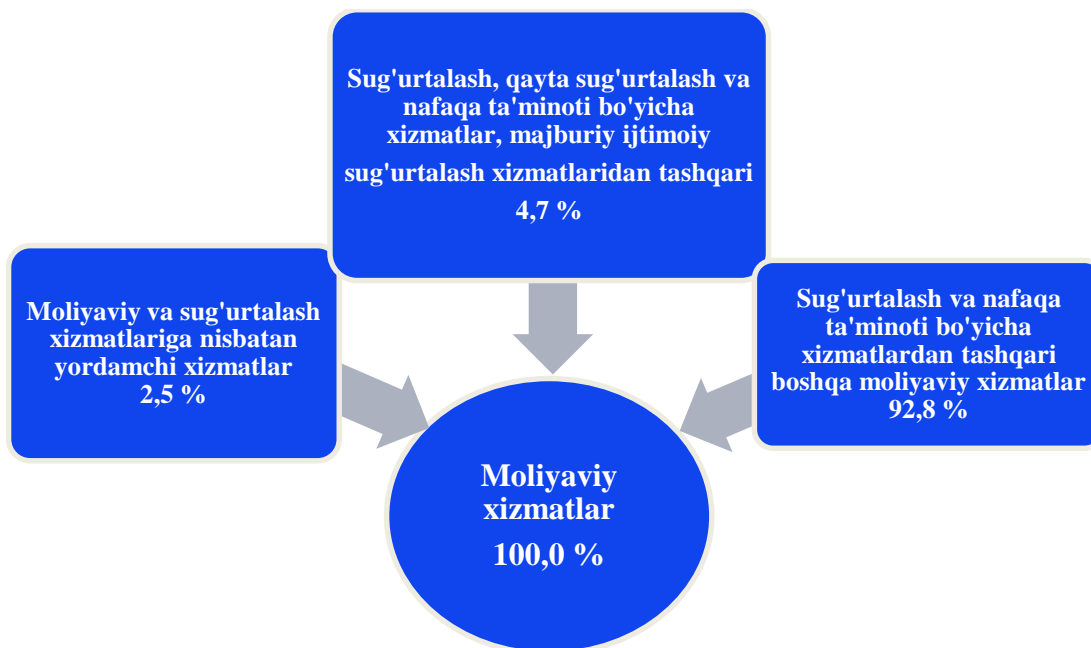 Sug'urtalash, qayta sug'urtalash va
nafaqa ta'minoti bo'yicha
xizmatlar, majburiy ijtimoiy
sug'urtalash xizmatlaridan tashqari
4,7 %
Moliyaviy va sug'urtalash
xizmatlariga nisbatan
yordamchi xizmatlar
2,5 %
Sug'urtalash va nafaqa
ta'minoti bo'yicha
xizmatlardan tashqari
boshqa moliyaviy xizmatlar
92,8 %
Moliyaviy
xizmatlar
100,0 %